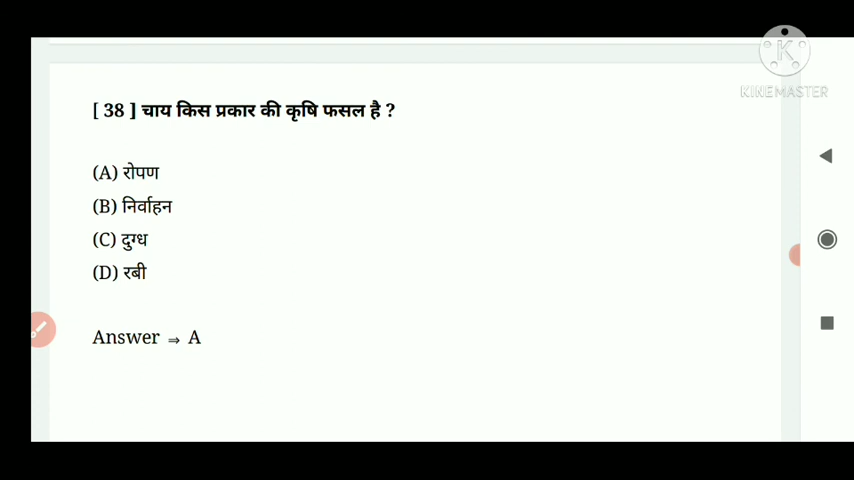 KINEMASTER
[ 38 ] चाय किस प्रकार की कृषि फसल है ?
(A) रोपण
(B) निर्वाहन
(C) दुग्ध
(D) रबी
Answer ⇒ A